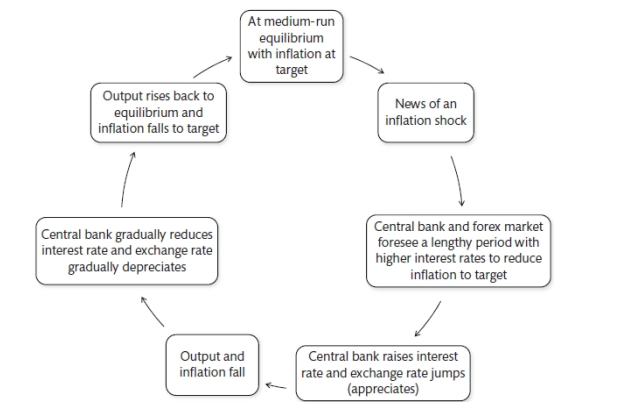 At medium-run
equilibrium
with inflation at
target
News of an
inflation shock
Central bank and forex market
foresee a lengthy period with
higher interest rates to reduce
inflation to target
Central bank raises interest
rate and exchange rate jumps
(appreciates)
Output and
inflation fall
Central bank gradually reduces
interest rate and exchange rate
gradually depreciates
Output rises back to
equilibrium and
inflation falls to target